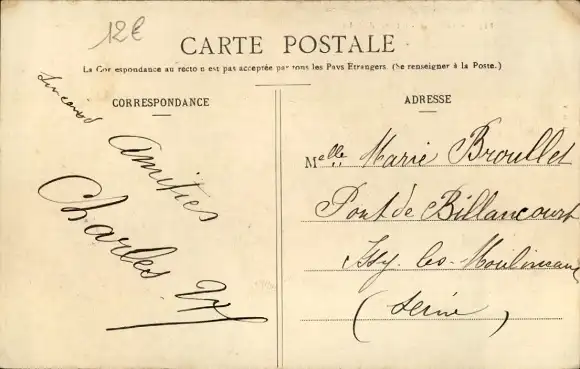 12€
CARTE POSTALE
La Correspondance au recto n'est pas acceptée par tous les Pays Etrangers. (Se renseigner à la Poste.)
CORRESPONDANCE
ADRESSE
amitiés
Charles
Melle Marie Broullet
Pont de Billancourt
Issy-les-Moulineaux
(Seine)